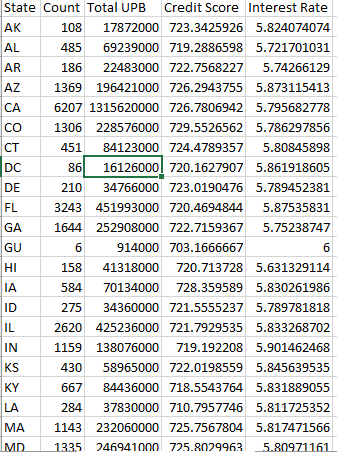 State Count Total UPB Credit Score Interest Rate
AK 108 17872000 723.3425926 5.824074074
AL 485 69239000 719.2886598 5.721701031
AR 186 22483000 722.7568227 5.74266129
AZ 1369 196421000 726.2943755 5.873115413
CA 6207 1315620000 726.7806942 5.795682778
CO 1306 228576000 729.5526562 5.786297856
CT 451 84123000 724.4789357 5.80845898
DC 86 16126000 720.1627907 5.861918605
DE 210 34766000 723.0190476 5.789452381
FL 3243 451993000 720.4694844 5.87535831
GA 1644 252908000 722.7159367 5.75238747
GU 6 914000 703.1666667 6
HI 158 41318000 720.713728 5.631329114
IA 584 70134000 728.359589 5.830261986
ID 275 34360000 721.5555237 5.789781818
IL 2620 425236000 721.7929535 5.833268702
IN 1159 138076000 719.192208 5.901462468
KS 430 58965000 722.0198559 5.845639535
KY 667 84436000 718.5543764 5.831889055
LA 284 37830000 710.7957746 5.811725352
MA 1143 232060000 725.7567804 5.817471566
MD 1335 246941000 725.8029963 5.80971161